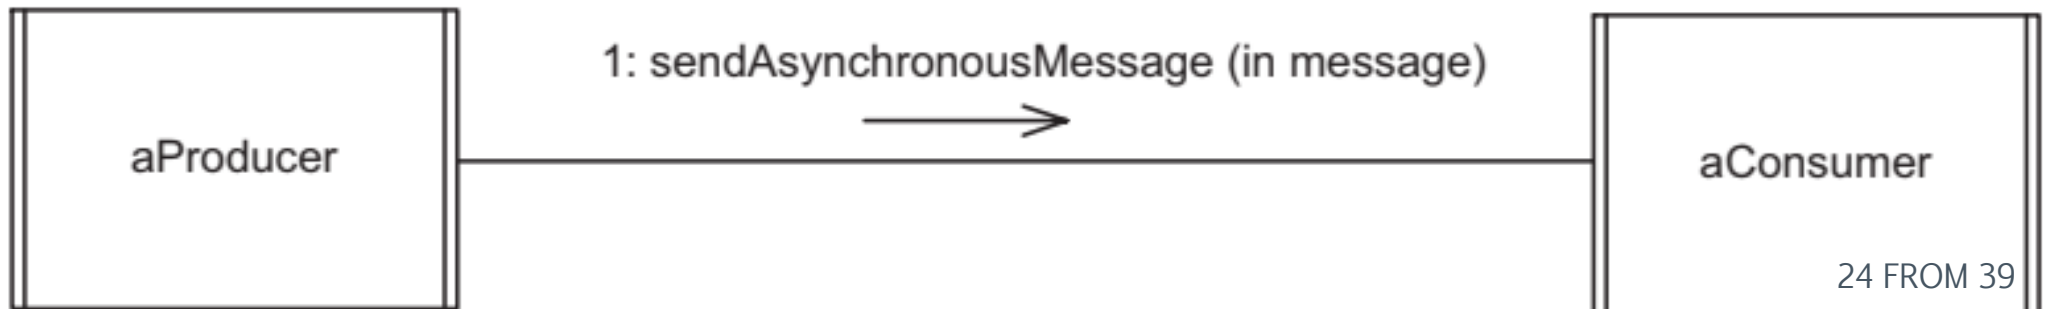 1: sendAsynchronousMessage (in message)
aProducer
aConsumer
24 FROM 39